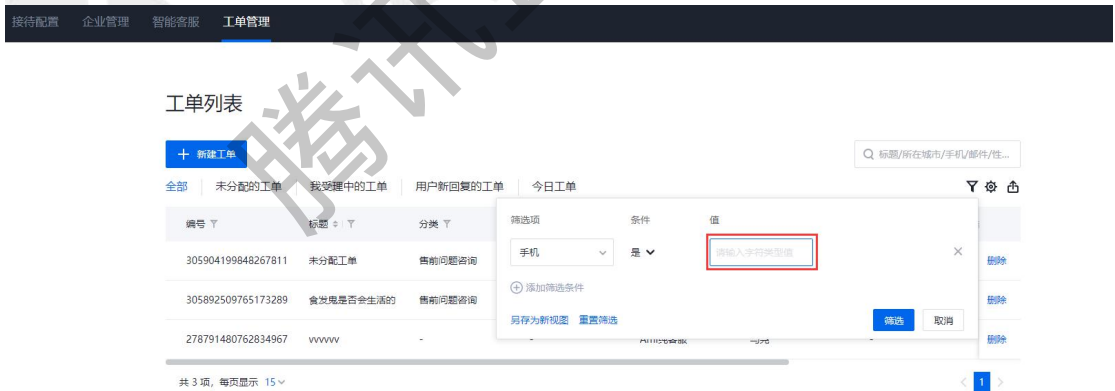 接待配置 企业管理 智能客服 工单管理
工单列表
+ 新建工单
标题/所在城市/手机/邮件/性...
全部 未分配的工单 我受理中的工单 用户新回复的工单 今日工单
编号 标题 分类
筛选项 条件 值
手机 是 请输入字符类型值
添加筛选条件
另存为新视图 重置筛选
筛选 取消
305904199848267811 未分配工单 售前问题咨询 删除
305892509765173289 食发鬼是否会生活的 售前问题咨询 删除
278791480762834967 vvvvvv - - - 删除
共 3 项，每页显示 15
< 1 >
腾讯